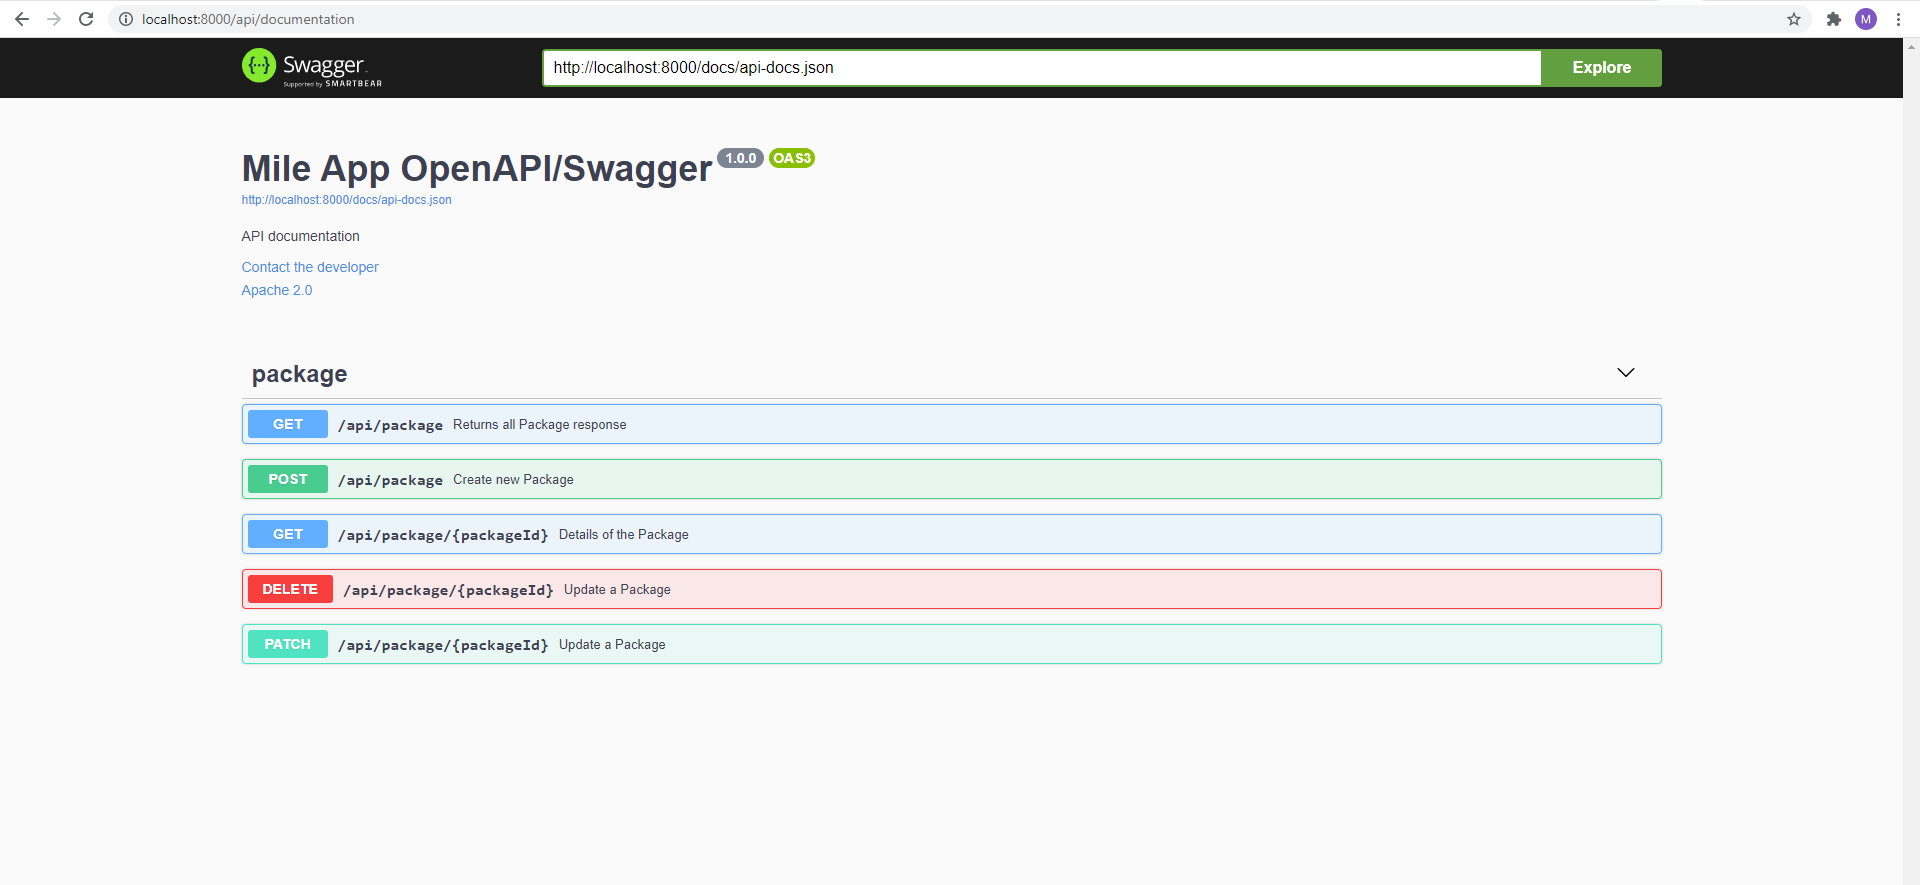 localhost:8000/api/documentation
M
{··} Swagger
Supported by SMARTBEAR
http://localhost:8000/docs/api-docs.json
Explore
Mile App OpenAPI/Swagger 1.0.0 OAS3
http://localhost:8000/docs/api-docs.json
API documentation
Contact the developer
Apache 2.0
package
GET /api/package Returns all Package response
POST /api/package Create new Package
GET /api/package/{packageId} Details of the Package
DELETE /api/package/{packageId} Update a Package
PATCH /api/package/{packageId} Update a Package